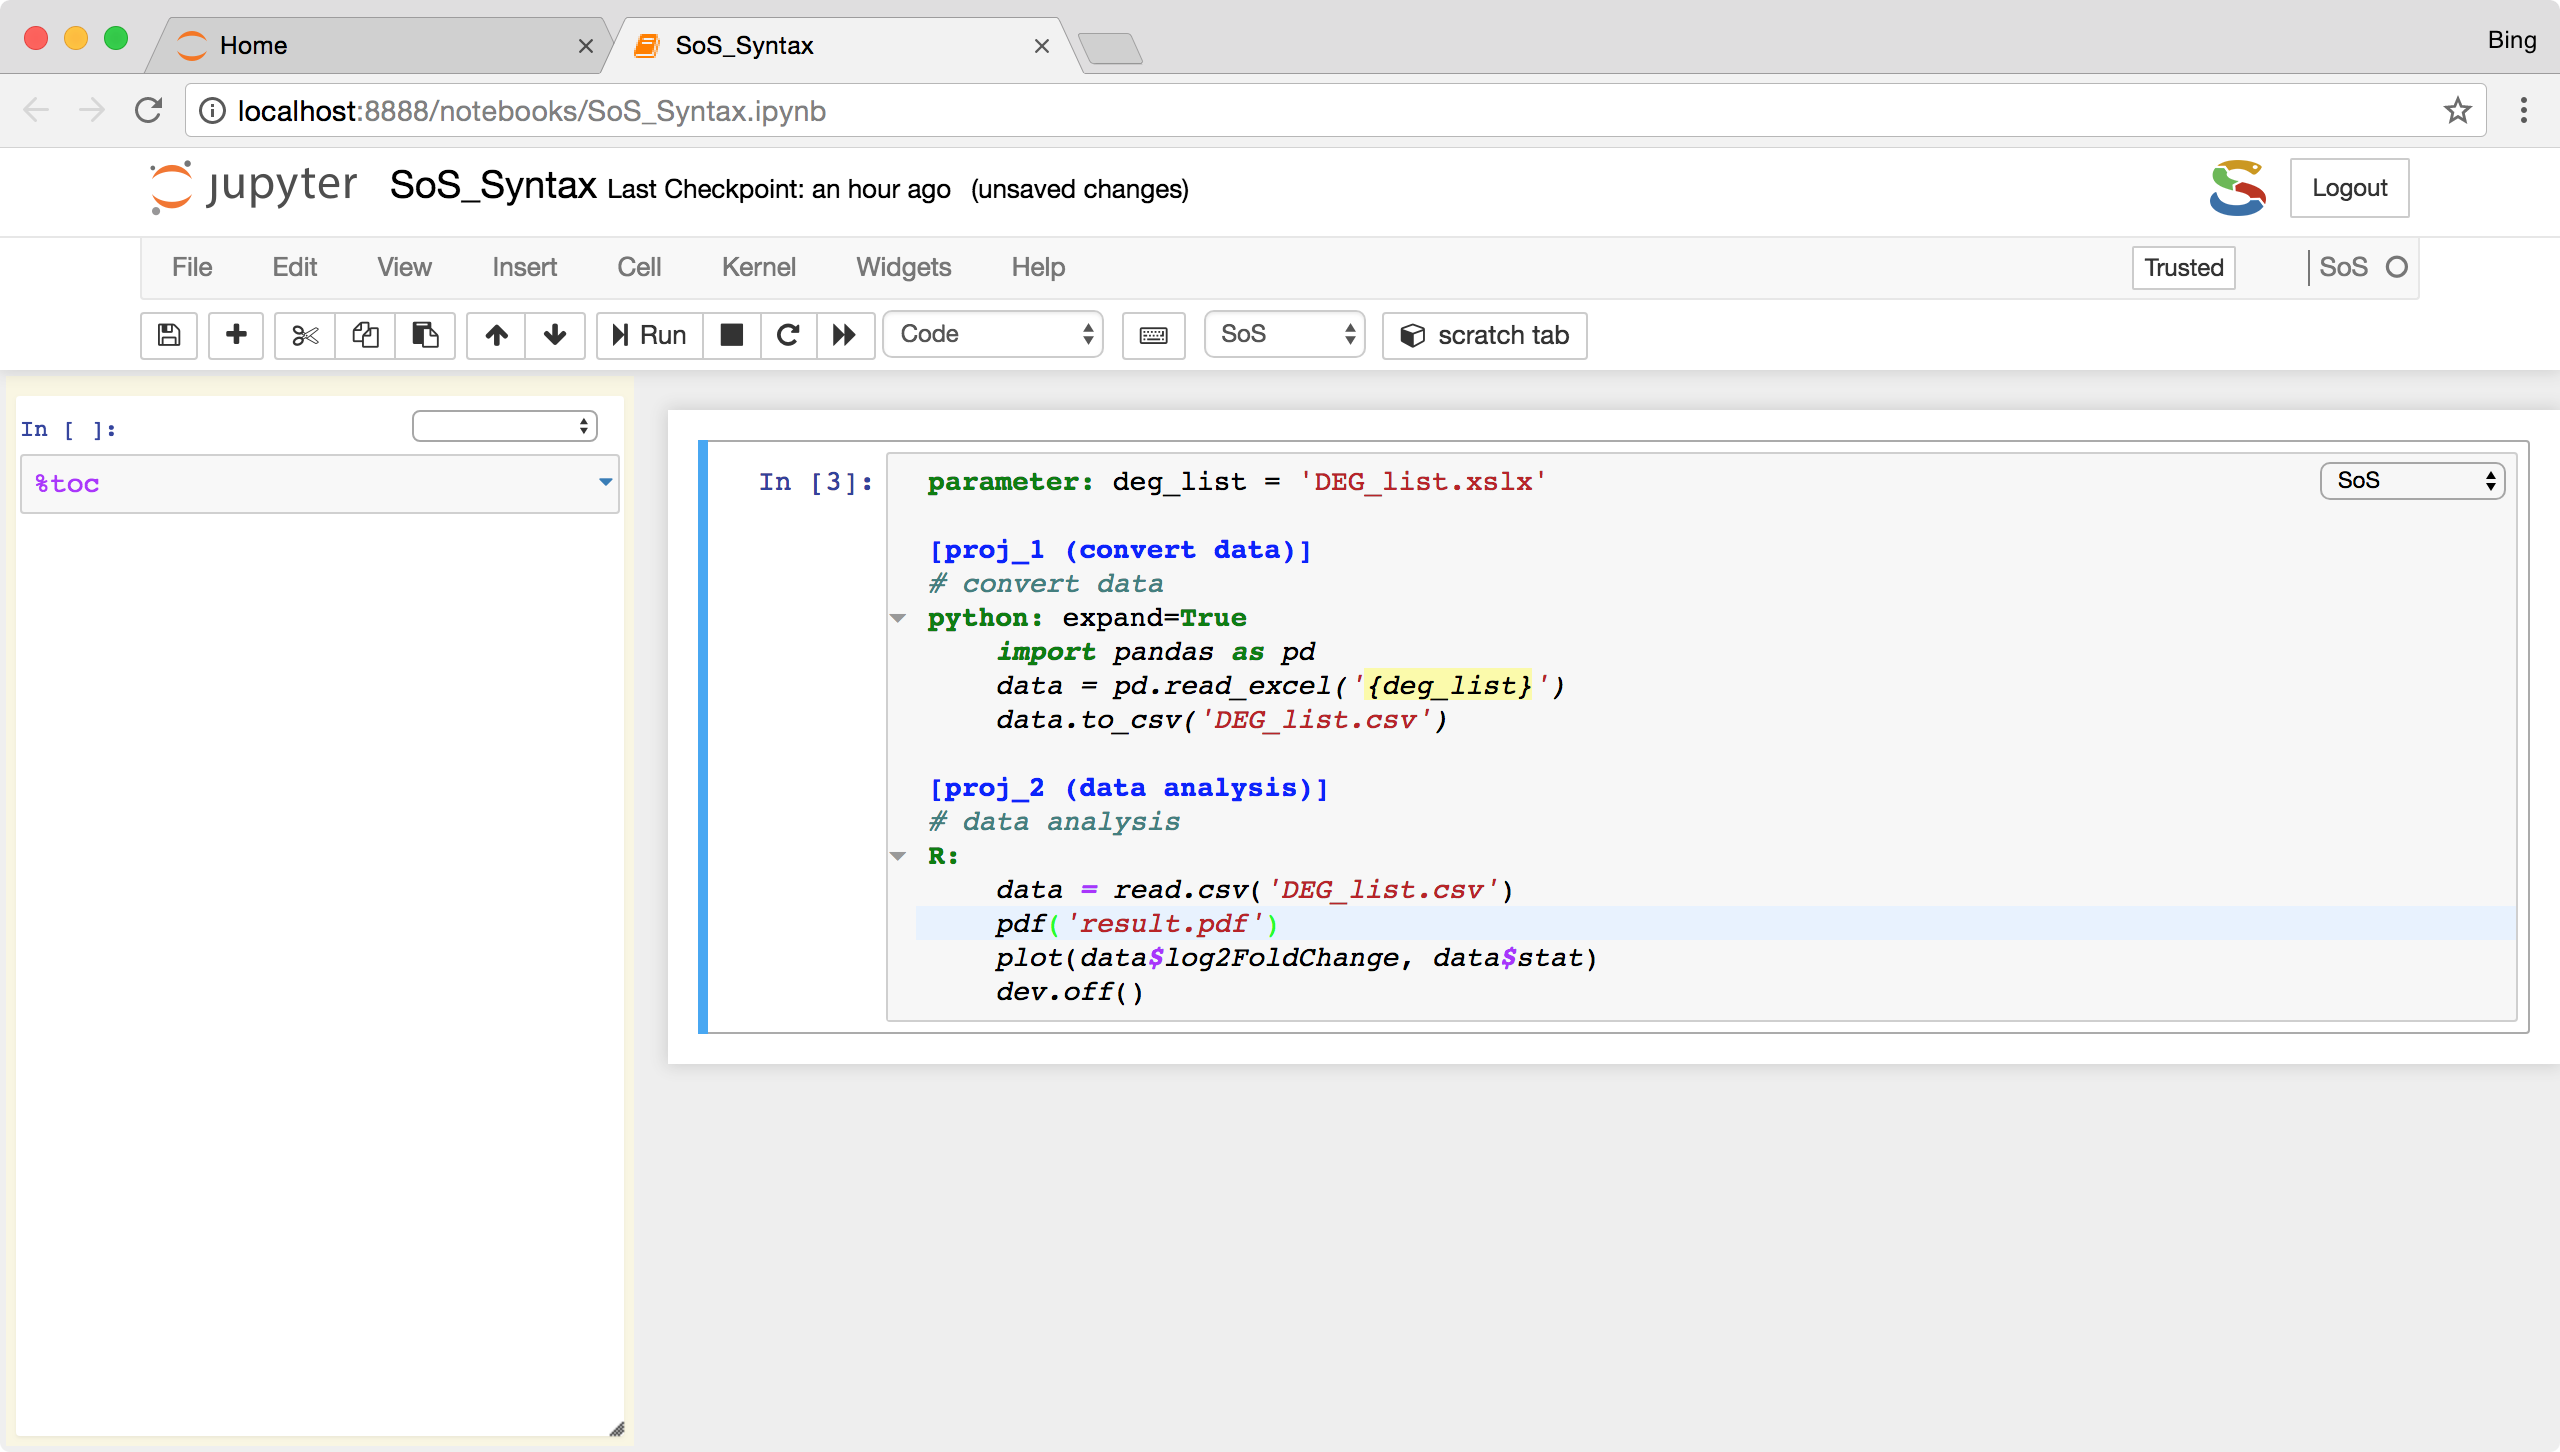 Home
SoS_Syntax
Bing
localhost:8888/notebooks/SoS_Syntax.ipynb
jupyter SoS_Syntax Last Checkpoint: an hour ago (unsaved changes)
Logout
File Edit View Insert Cell Kernel Widgets Help
Trusted
SoS
Run
Code
SoS
scratch tab
In [ ]:
%toc
In [3]:
SoS
parameter: deg_list = 'DEG_list.xslx'
[proj_1 (convert data)]
# convert data
python: expand=True
import pandas as pd
data = pd.read_excel('{deg_list}')
data.to_csv('DEG_list.csv')
[proj_2 (data analysis)]
# data analysis
R:
data = read.csv('DEG_list.csv')
pdf('result.pdf')
plot(data$log2FoldChange, data$stat)
dev.off()